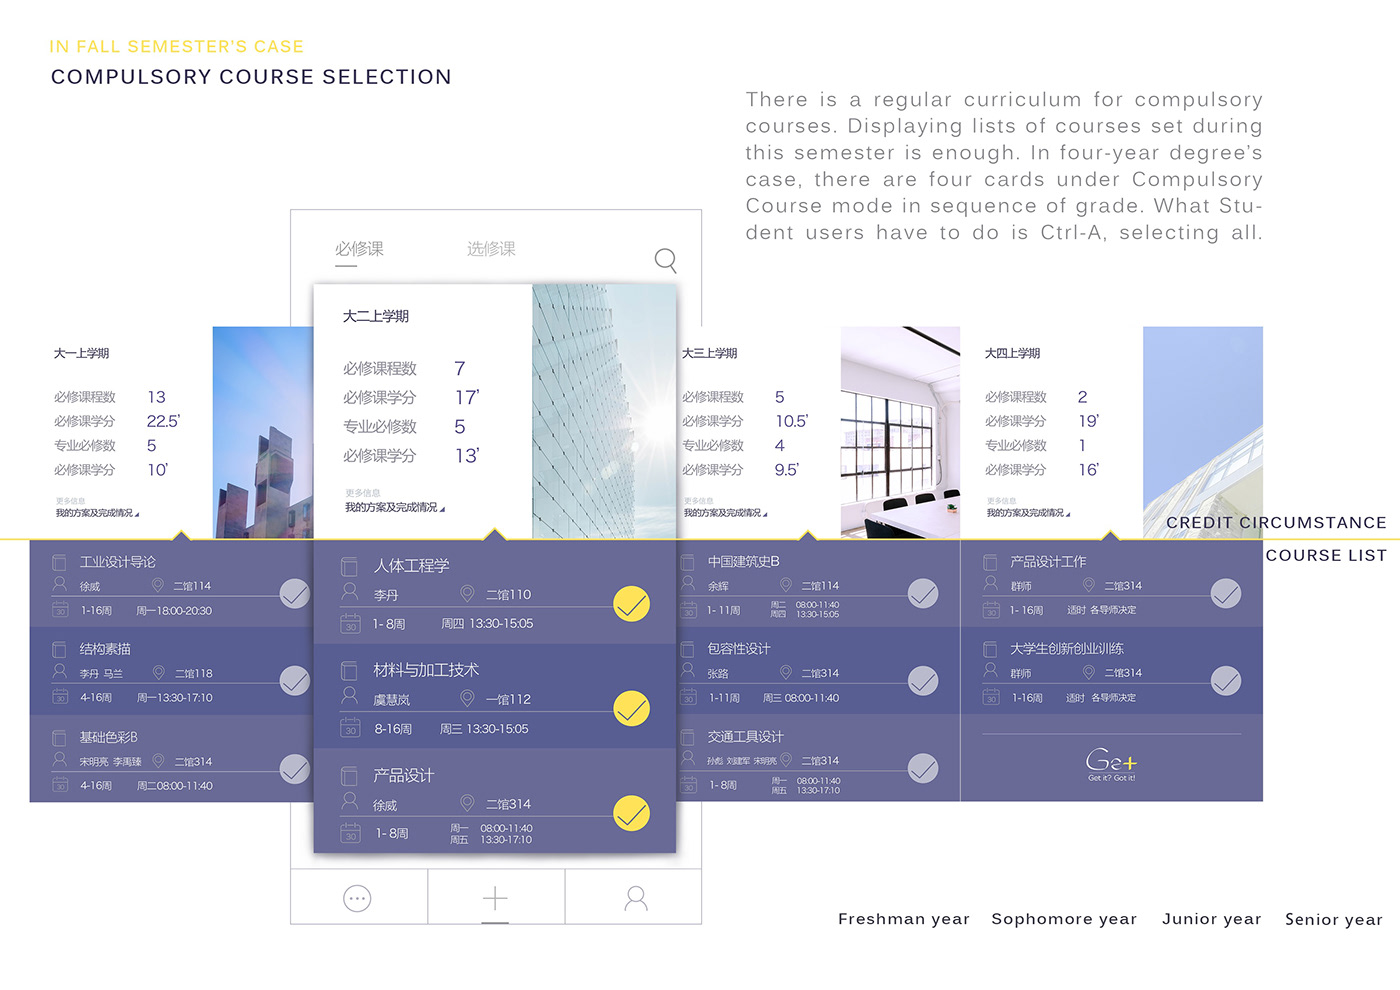 IN FALL SEMESTER'S CASE
COMPULSORY COURSE SELECTION
There is a regular curriculum for compulsory
courses. Displaying lists of courses set during
this semester is enough. In four-year degree's
case, there are four cards under Compulsory
Course mode in sequence of grade. What Stu-
dent users have to do is Ctrl-A, selecting all.
必修课 选修课
大一上学期
必修课程数 13
必修课学分 22.5'
专业必修数 5
必修课学分 10'
更多信息
我的方案及完成情况
大二上学期
必修课程数 7
必修课学分 17'
专业必修数 5
必修课学分 13'
更多信息
我的方案及完成情况
大三上学期
必修课程数 5
必修课学分 10.5'
专业必修数 4
必修课学分 9.5'
更多信息
我的方案及完成情况
大四上学期
必修课程数 2
必修课学分 19'
专业必修数 1
必修课学分 16'
更多信息
我的方案及完成情况
CREDIT CIRCUMSTANCE
COURSE LIST
工业设计导论
徐威 二馆114
30 1-16周 周一18:00-20:30
结构素描
李丹 马兰 二馆118
30 4-16周 周一13:30-17:10
基础色彩B
宋明亮 李禹臻 二馆314
30 4-16周 周二08:00-11:40
人体工程学
李丹 二馆110
30 1- 8周 周四 13:30-15:05
材料与加工技术
虞慧岚 一馆112
30 8-16周 周三 13:30-15:05
产品设计
徐威 二馆314
30 1- 8周 周一 08:00-11:40
周五 13:30-17:10
中国建筑史B
余辉 二馆114
30 1- 11周 周二 08:00-11:40
周四 13:30-15:05
包容性设计
张路 二馆314
30 1-11周 周三 08:00-11:40
交通工具设计
孙彪 刘建军 宋明亮 二馆314
30 1- 8周 周一 08:00-11:40
周五 13:30-17:10
产品设计工作
群师 二馆314
30 1- 16周 适时 各导师决定
大学生创新创业训练
群师 二馆314
30 1-16周 适时 各导师决定
Get
Get it? Got it!
Freshman year Sophomore year Junior year Senior year